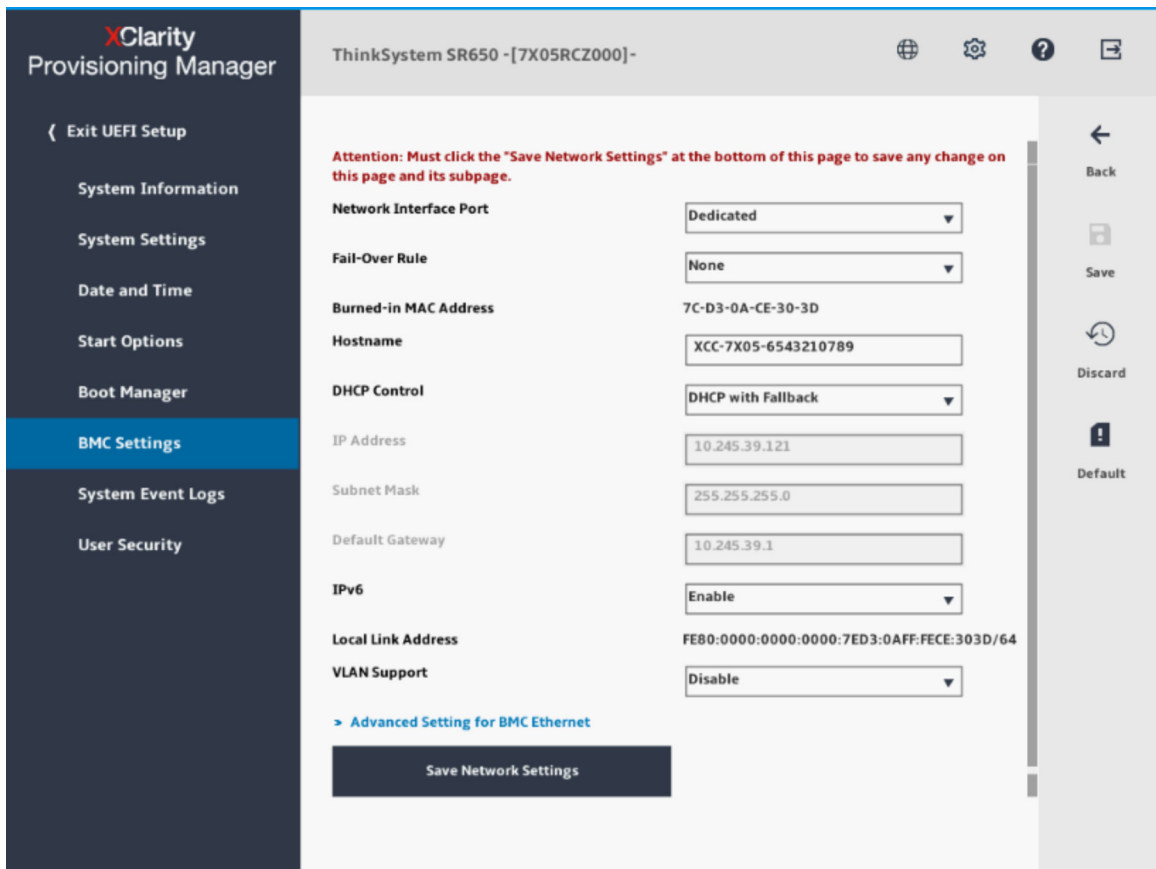 XClarity
Provisioning Manager
ThinkSystem SR650 -[7X05RCZ000]-
Exit UEFI Setup
System Information
System Settings
Date and Time
Start Options
Boot Manager
BMC Settings
System Event Logs
User Security
Attention: Must click the "Save Network Settings" at the bottom of this page to save any change on
this page and its subpage.
Network Interface Port Dedicated
Fail-Over Rule None
Burned-in MAC Address 7C-D3-0A-CE-30-3D
Hostname XCC-7X05-6543210789
DHCP Control DHCP with Fallback
IP Address 10.245.39.121
Subnet Mask 255.255.255.0
Default Gateway 10.245.39.1
IPv6 Enable
Local Link Address FE80:0000:0000:0000:7ED3:0AFF:FECE:303D/64
VLAN Support Disable
> Advanced Setting for BMC Ethernet
Save Network Settings
Back
Save
Discard
Default